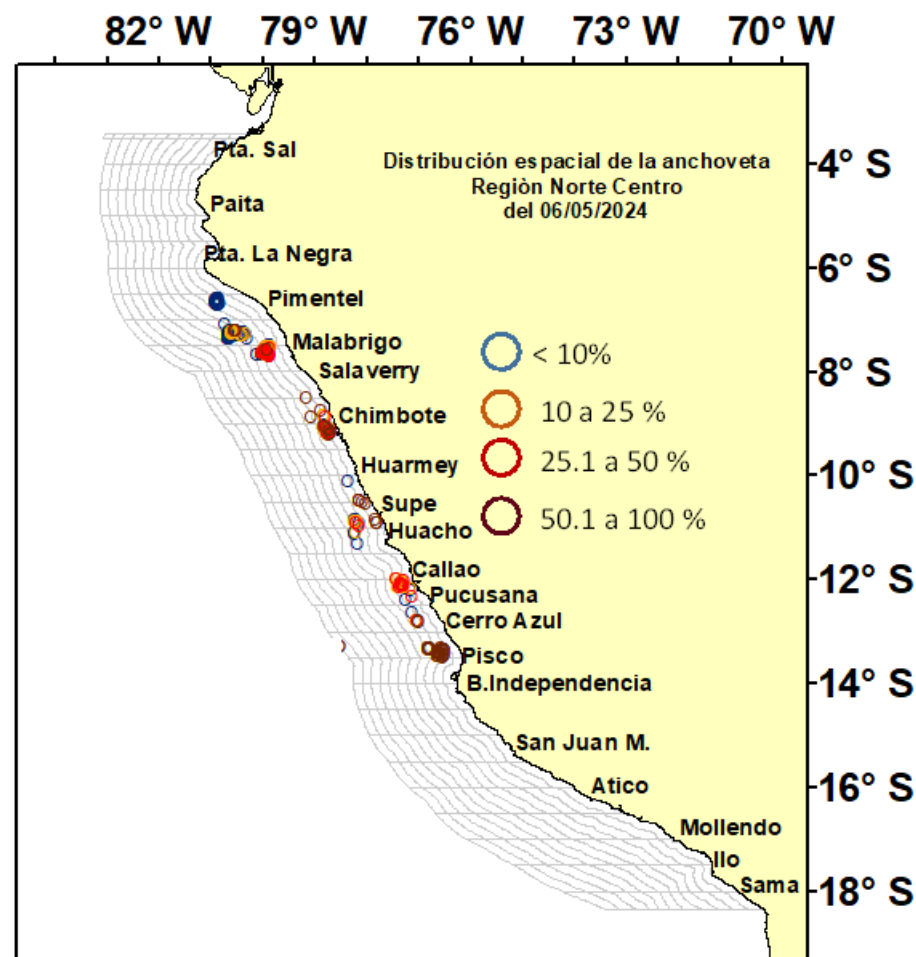 82° W 79° W 76° W 73° W 70° W
Pta. Sal
Distribución espacial de la anchoveta
Regiòn Norte Centro
del 06/05/2024
4° S
Paita
Pta. La Negra
6° S
Pimentel
Malabrigo
< 10%
Salaverry
8° S
Chimbote
10 a 25 %
Huarmey
25.1 a 50 %
10° S
Supe
50.1 a 100 %
Huacho
Callao
12° S
Pucusana
Cerro Azul
Pisco
B.Independencia
14° S
San Juan M.
Atico
16° S
Mollendo
Ilo
Sama
18° S